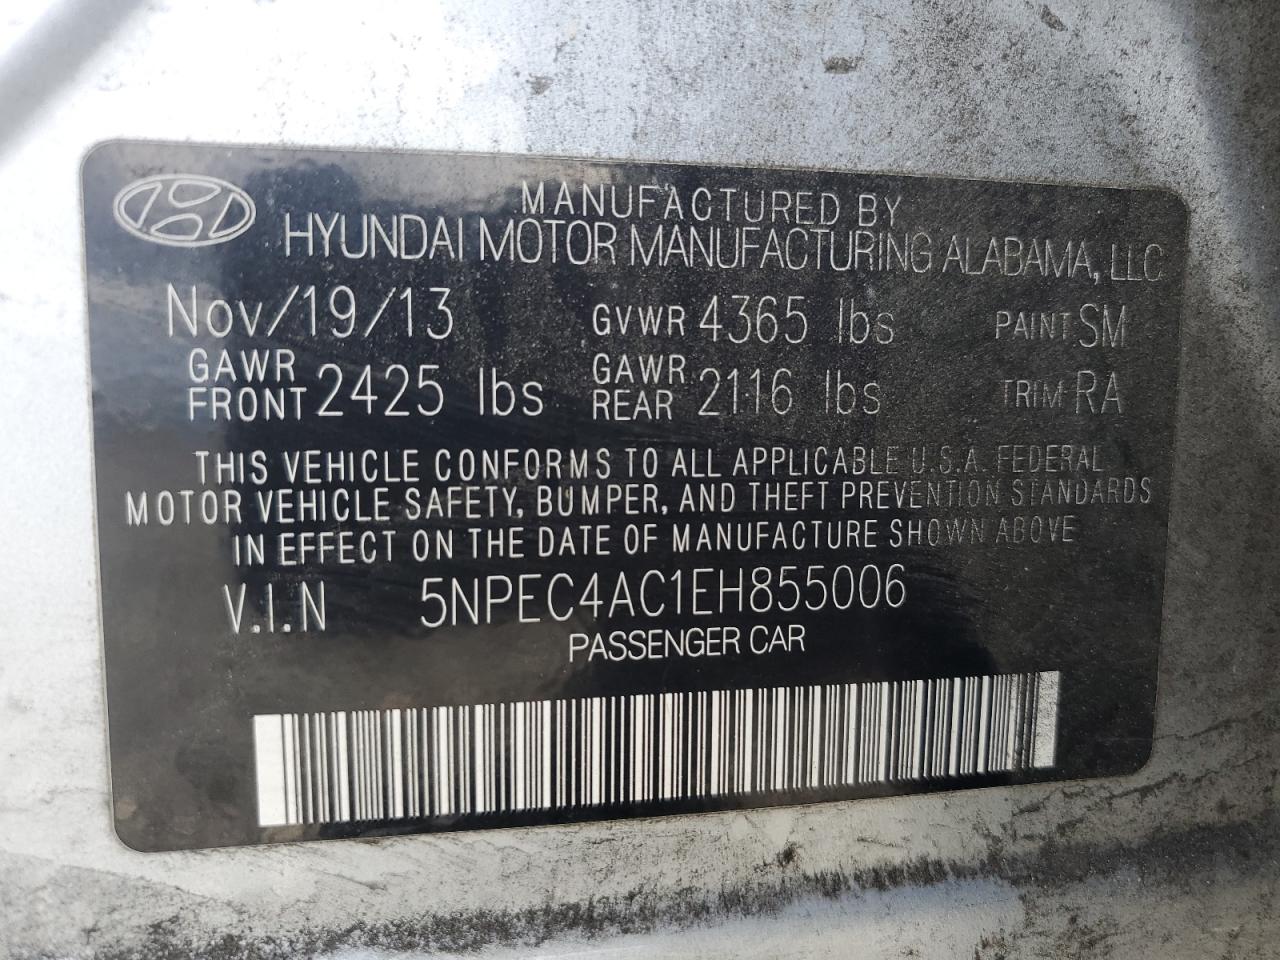 MANUFACTURED BY
HYUNDAI MOTOR MANUFACTURING ALABAMA, LLC
Nov/19/13 GVWR 4365 lbs PAINT SM
GAWR FRONT 2425 lbs GAWR REAR 2116 lbs TRIM RA
THIS VEHICLE CONFORMS TO ALL APPLICABLE U.S.A. FEDERAL
MOTOR VEHICLE SAFETY, BUMPER, AND THEFT PREVENTION STANDARDS
IN EFFECT ON THE DATE OF MANUFACTURE SHOWN ABOVE
V.I.N 5NPEC4AC1EH855006
PASSENGER CAR